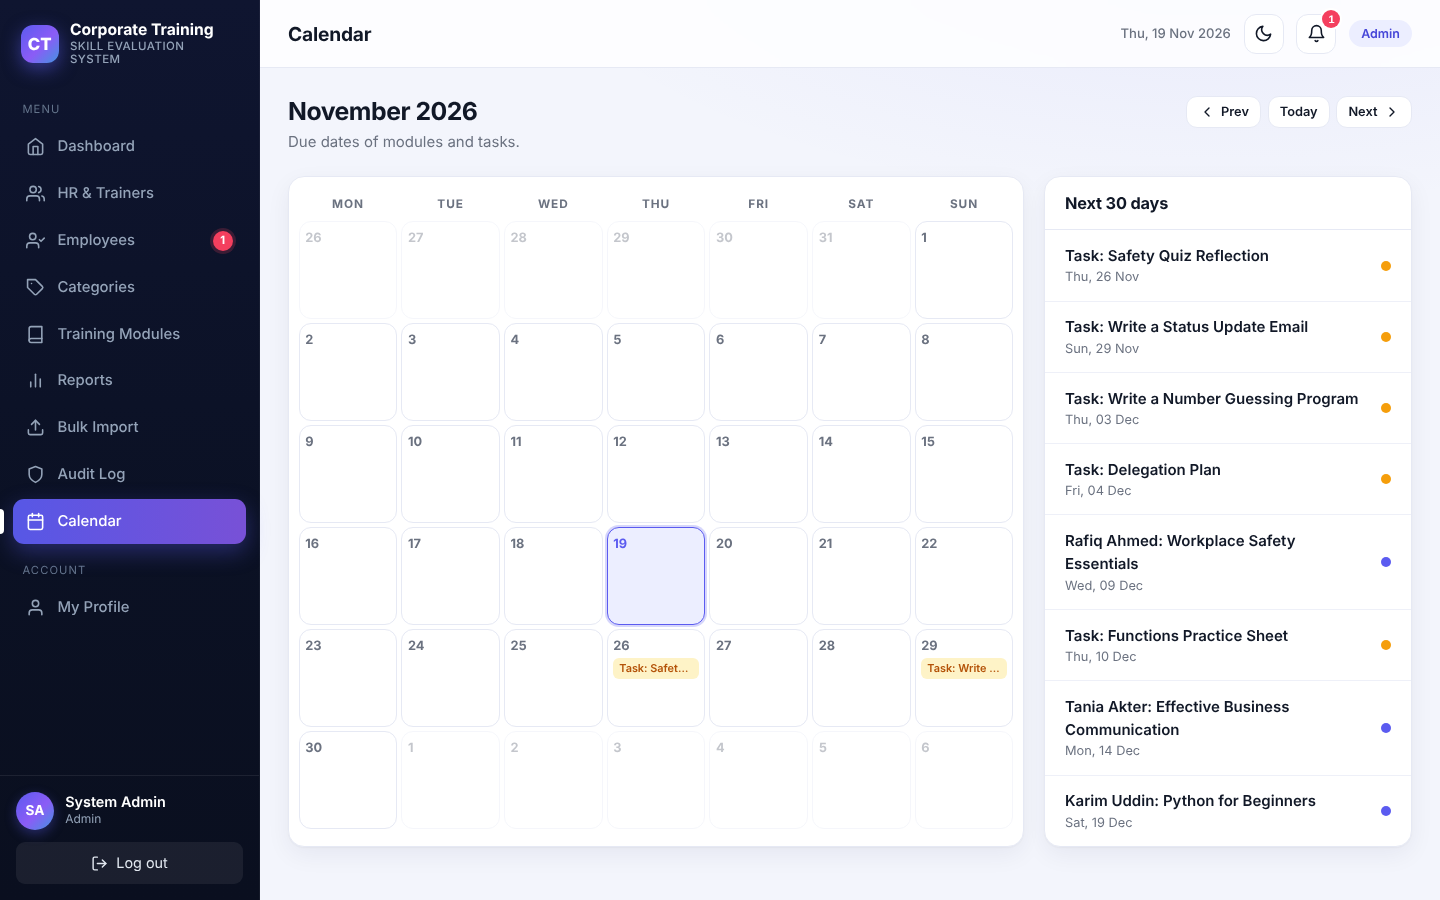 CT
Corporate Training
SKILL EVALUATION
SYSTEM
MENU
Dashboard
HR & Trainers
Employees
1
Categories
Training Modules
Reports
Bulk Import
Audit Log
Calendar
ACCOUNT
My Profile
SA
System Admin
Admin
Log out
Calendar
Thu, 19 Nov 2026
1
Admin
November 2026
Due dates of modules and tasks.
Prev
Today
Next
MON TUE WED THU FRI SAT SUN
26 27 28 29 30 31 1
2 3 4 5 6 7 8
9 10 11 12 13 14 15
16 17 18 19 20 21 22
23 24 25 26 27 28 29
Task: Safet... Task: Write ...
30 1 2 3 4 5 6
Next 30 days
Task: Safety Quiz Reflection
Thu, 26 Nov
Task: Write a Status Update Email
Sun, 29 Nov
Task: Write a Number Guessing Program
Thu, 03 Dec
Task: Delegation Plan
Fri, 04 Dec
Rafiq Ahmed: Workplace Safety
Essentials
Wed, 09 Dec
Task: Functions Practice Sheet
Thu, 10 Dec
Tania Akter: Effective Business
Communication
Mon, 14 Dec
Karim Uddin: Python for Beginners
Sat, 19 Dec